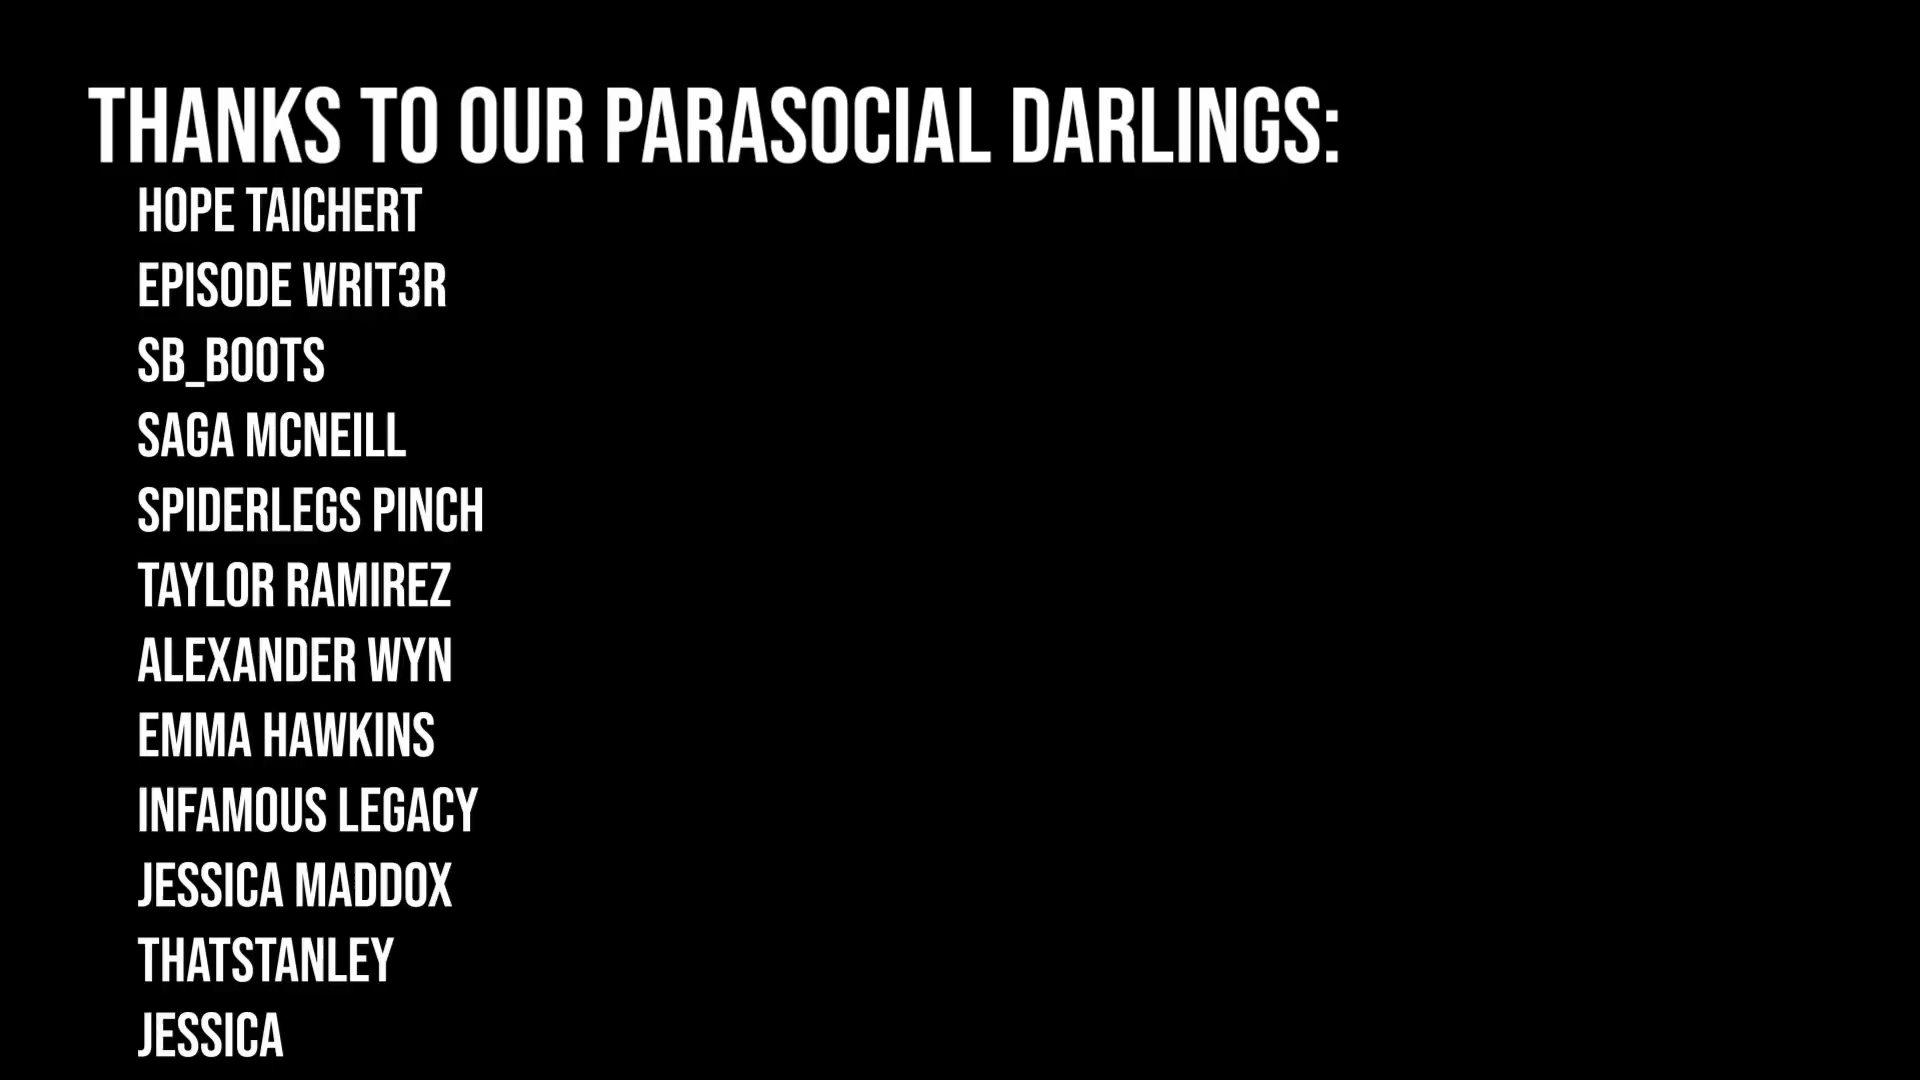 THANKS TO OUR PARASOCIAL DARLINGS:
HOPE TAICHERT
EPISODE WRIT3R
SB_BOOTS
SAGA MCNEILL
SPIDERLEGS PINCH
TAYLOR RAMIREZ
ALEXANDER WYN
EMMA HAWKINS
INFAMOUS LEGACY
JESSICA MADDOX
THATSTANLEY
JESSICA